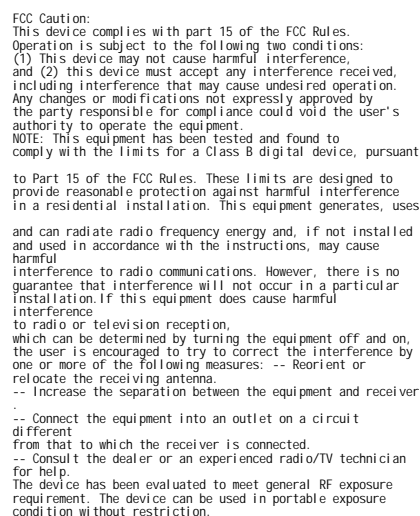 FCC Caution:
This device complies with part 15 of the FCC Rules.
Operation is subject to the following two conditions:
(1) This device may not cause harmful interference,
and (2) this device must accept any interference received,
including interference that may cause undesired operation.
Any changes or modifications not expressly approved by
the party responsible for compliance could void the user's
authority to operate the equipment.
NOTE: This equipment has been tested and found to
comply with the limits for a Class B digital device, pursuant
to Part 15 of the FCC Rules. These limits are designed to
provide reasonable protection against harmful interference
in a residential installation. This equipment generates, uses
and can radiate radio frequency energy and, if not installed
and used in accordance with the instructions, may cause
harmful
interference to radio communications. However, there is no
guarantee that interference will not occur in a particular
installation.If this equipment does cause harmful
interference
to radio or television reception,
which can be determined by turning the equipment off and on,
the user is encouraged to try to correct the interference by
one or more of the following measures: -- Reorient or
relocate the receiving antenna.
-- Increase the separation between the equipment and receiver
.
-- Connect the equipment into an outlet on a circuit
different
from that to which the receiver is connected.
-- Consult the dealer or an experienced radio/TV technician
for help.
The device has been evaluated to meet general RF exposure
requirement. The device can be used in portable exposure
condition without restriction.